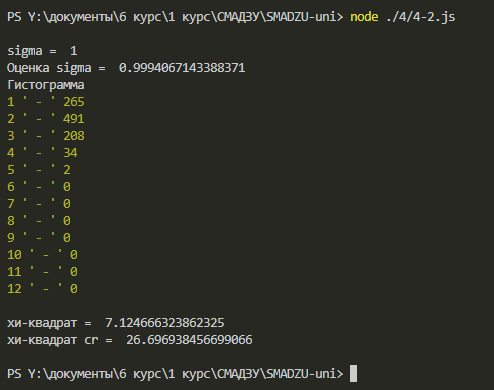 PS Y:\документы\6 курс\1 курс\СМАДЗУ\SMADZU-uni> node ./4/4-2.js
sigma =  1
Оценка sigma =  0.9994067143388371
Гистограмма
1 ' - ' 265
2 ' - ' 491
3 ' - ' 208
4 ' - ' 34
5 ' - ' 2
6 ' - ' 0
7 ' - ' 0
8 ' - ' 0
9 ' - ' 0
10 ' - ' 0
11 ' - ' 0
12 ' - ' 0
хи-квадрат =  7.124666323862325
хи-квадрат cr =  26.696938456699066
PS Y:\документы\6 курс\1 курс\СМАДЗУ\SMADZU-uni>